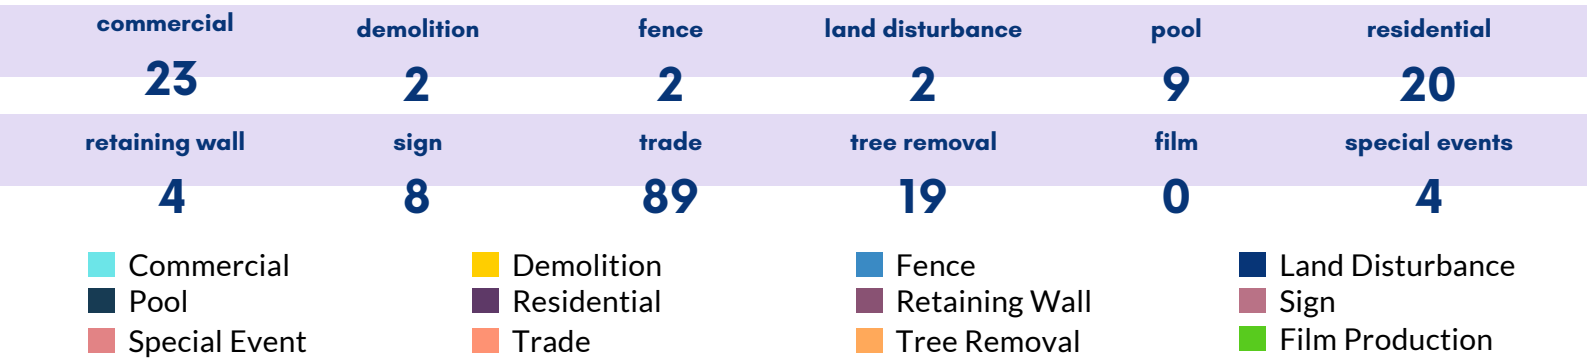 commercial demolition fence land disturbance pool residential
23 2 2 2 9 20
retaining wall sign trade tree removal film special events
4 8 89 19 0 4
Commercial Demolition Fence Land Disturbance
Pool Residential Retaining Wall Sign
Special Event Trade Tree Removal Film Production